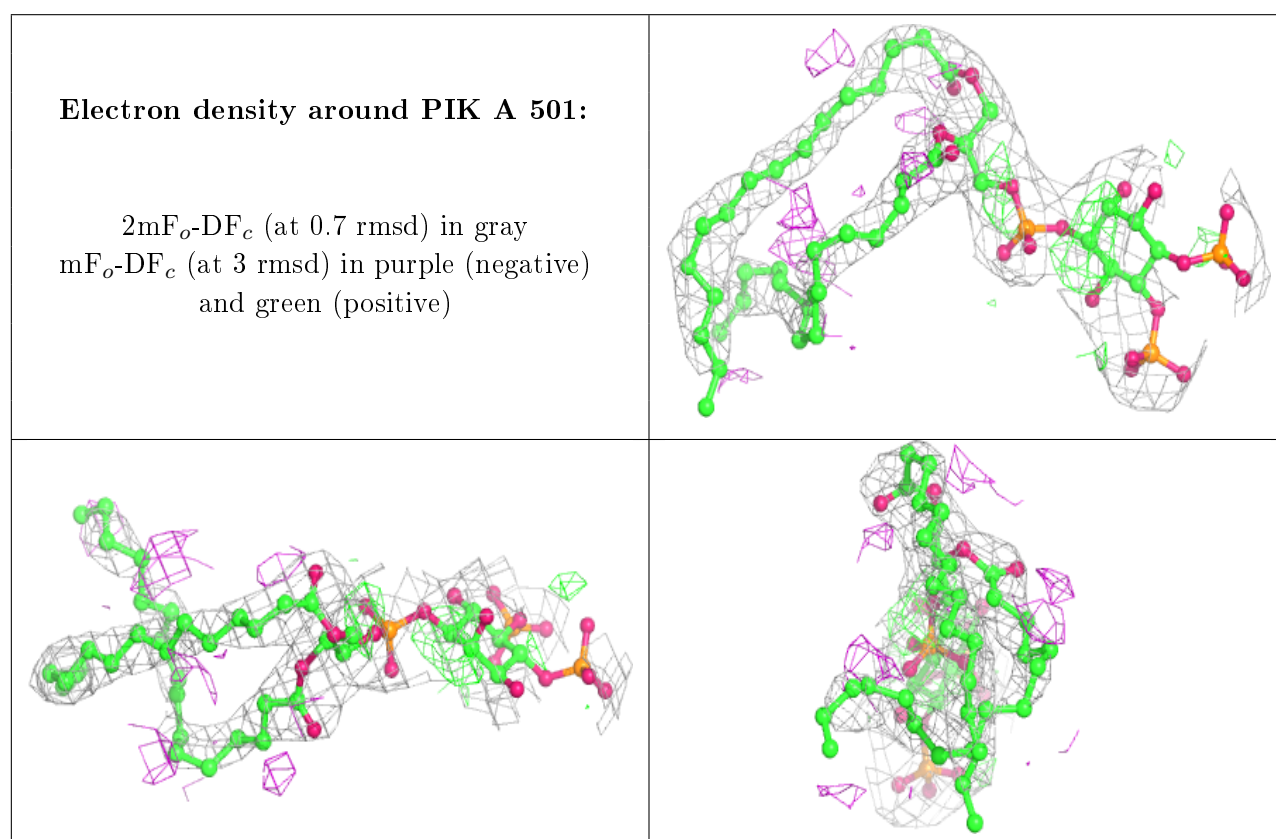 Electron density around PIK A 501:
2mFo-DFc (at 0.7 rmsd) in gray
mFo-DFc (at 3 rmsd) in purple (negative)
and green (positive)